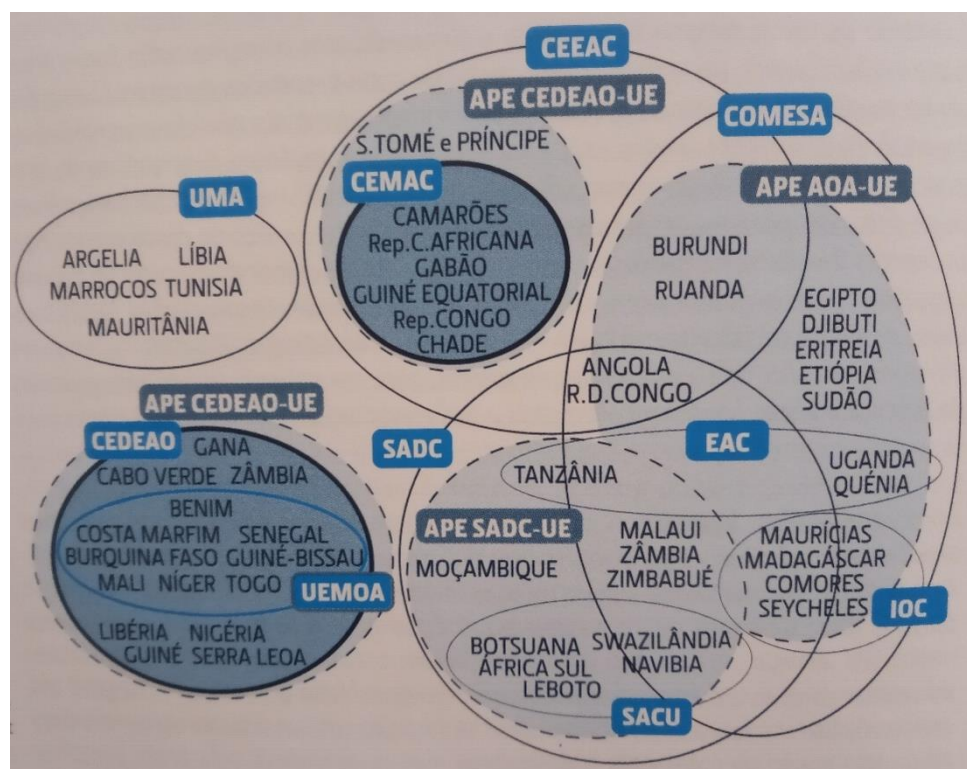 CEEAC
APE CEDEAO-UE
COMESA
S.TOMÉ e PRÍNCIPE
CEMAC
CAMARÕES
Rep.C.AFRICANA
GABÃO
GUINÉ EQUATORIAL
Rep.CONGO
CHADE
APE AOA-UE
BURUNDI
RUANDA
EGIPTO
DJIBUTI
ERITREIA
ETIÓPIA
SUDÃO
UMA
ARGELIA LÍBIA
MARROCOS TUNISIA
MAURITÂNIA
ANGOLA
R.D.CONGO
APE CEDEAO-UE
CEDEAO
GANA
CABO VERDE ZÂMBIA
BENIM
COSTA MARFIM SENEGAL
BURQUINA FASO GUINÉ-BISSAU
MALI NÍGER TOGO
UEMOA
LIBÉRIA NIGÉRIA
GUINÉ SERRA LEOA
SADC
EAC
TANZÂNIA
UGANDA
QUÉNIA
APE SADC-UE
MOÇAMBIQUE
MALAUI
ZÂMBIA
ZIMBABUÉ
MAURÍCIAS
MADAGÁSCAR
COMORES
SEYCHELES
IOC
BOTSUANA SWAZILÂNDIA
ÁFRICA SUL NAVIBIA
LEBOTO
SACU